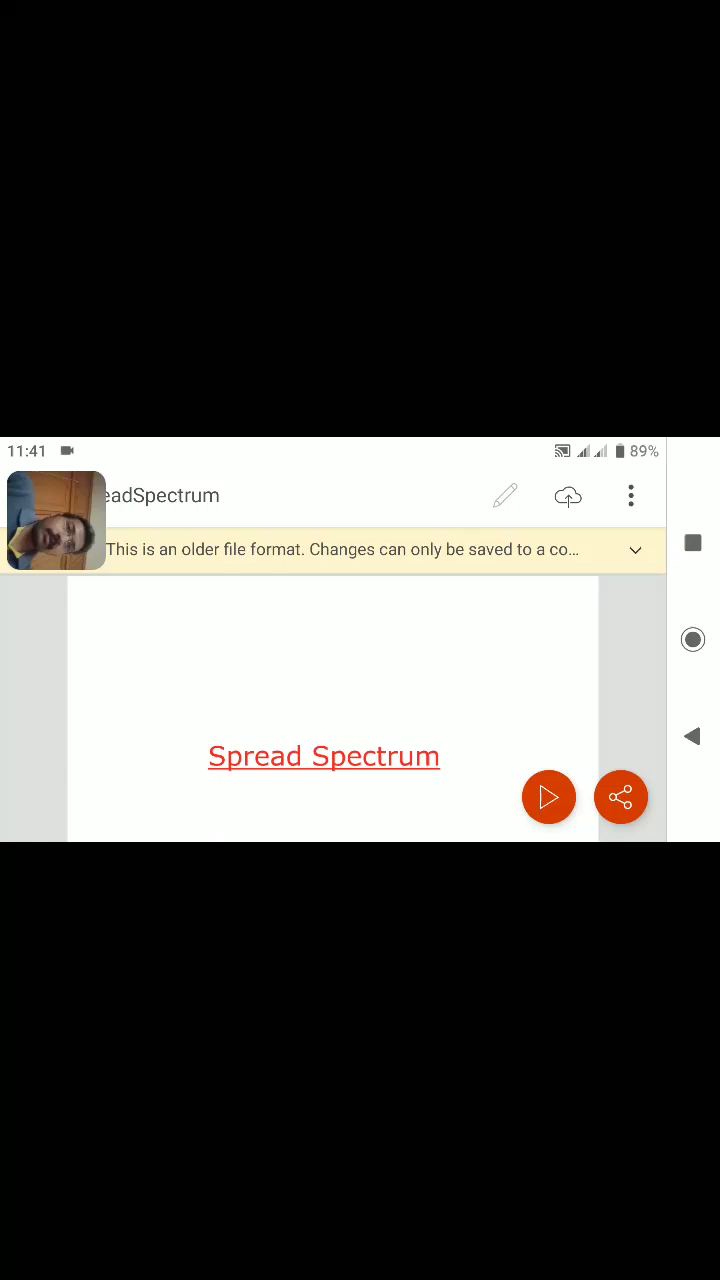 11:41
89%
eadSpectrum
This is an older file format. Changes can only be saved to a co...
Spread Spectrum